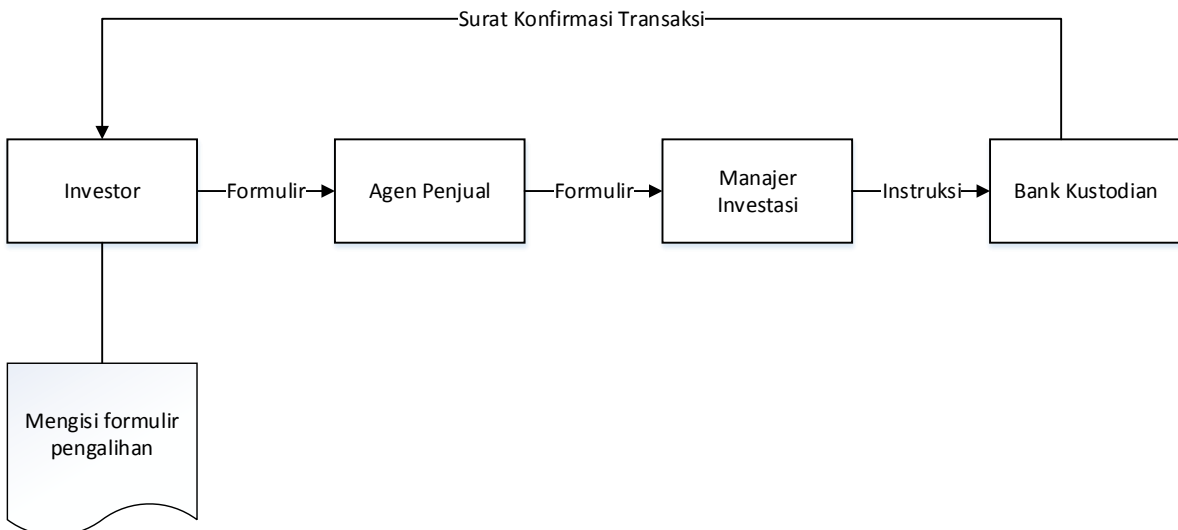 Surat Konfirmasi Transaksi
Investor
Formulir
Agen Penjual
Formulir
Manajer
Investasi
Instruksi
Bank Kustodian
Mengisi formulir
pengalihan